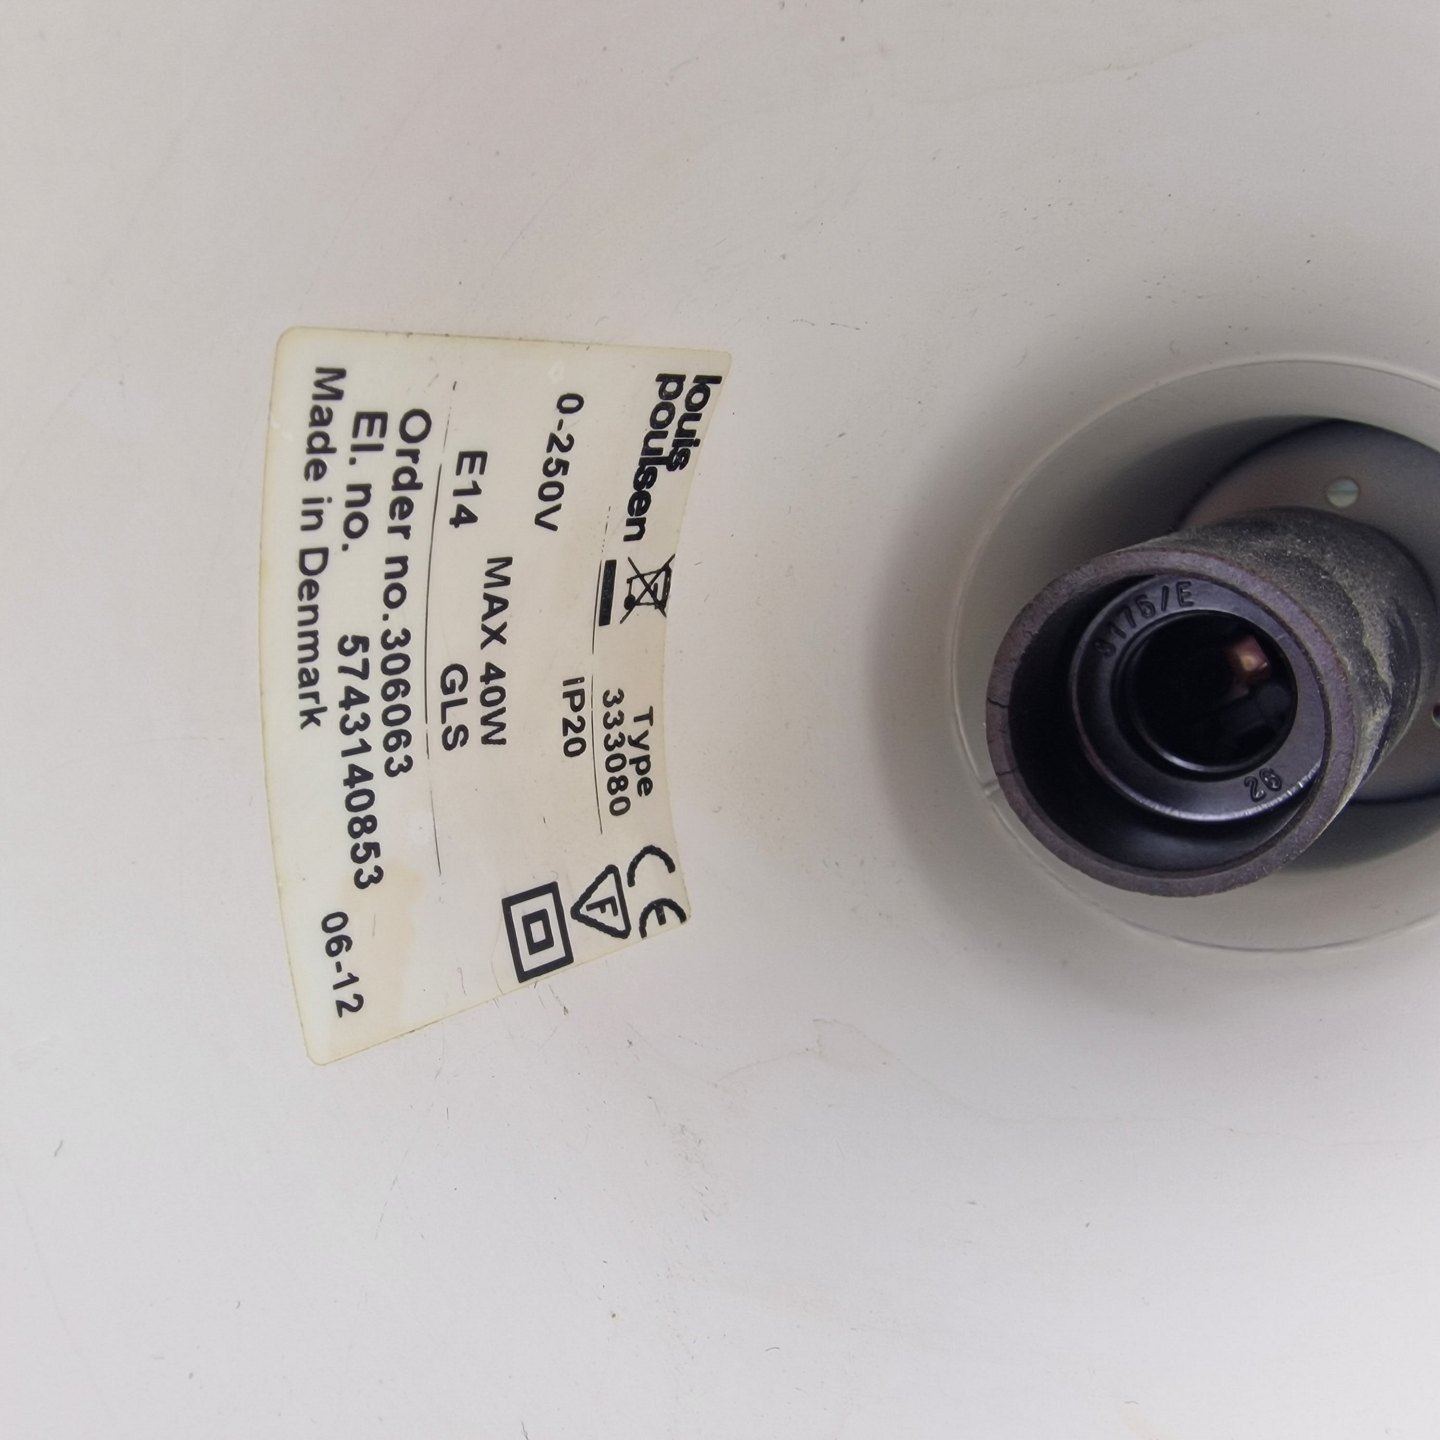 louis
poulsen
Type
333080
0-250V
IP20
MAX 40W
E14
GLS
Order no. 306063
El. no. 5743140853
Made in Denmark
06-12
CE
F
26